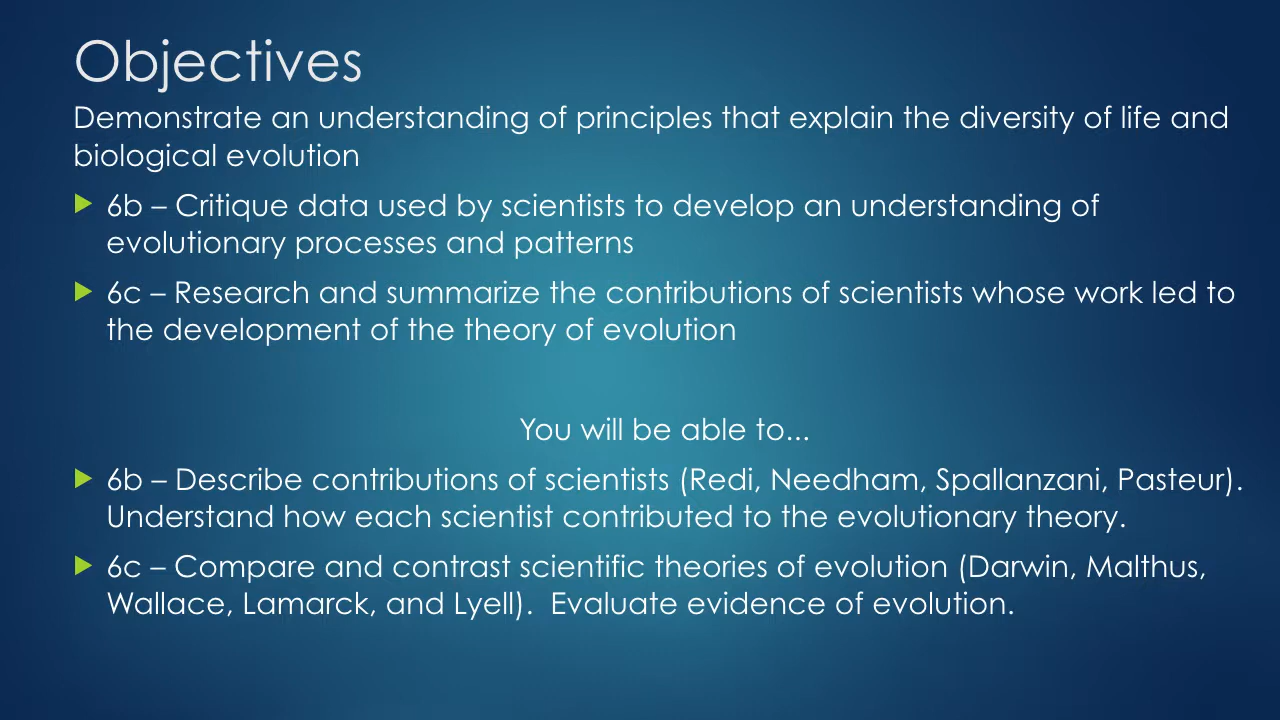 Objectives
Demonstrate an understanding of principles that explain the diversity of life and
biological evolution
6b – Critique data used by scientists to develop an understanding of
evolutionary processes and patterns
6c – Research and summarize the contributions of scientists whose work led to
the development of the theory of evolution
You will be able to...
6b – Describe contributions of scientists (Redi, Needham, Spallanzani, Pasteur).
Understand how each scientist contributed to the evolutionary theory.
6c – Compare and contrast scientific theories of evolution (Darwin, Malthus,
Wallace, Lamarck, and Lyell).  Evaluate evidence of evolution.